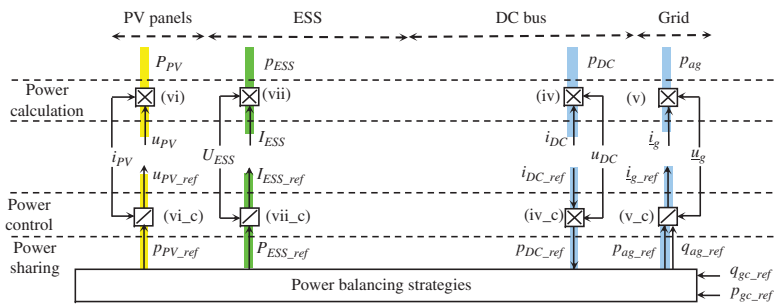 PV panels ESS DC bus Grid
P_PV p_ESS p_DC p_ag
Power calculation (vi) (vii) (iv) (v)
u_PV I_ESS i_DC i_g
i_PV U_ESS u_DC u_g
u_PV_ref I_ESS_ref i_DC_ref i_g_ref
Power control (vi_c) (vii_c) (iv_c) (v_c)
Power sharing p_PV_ref P_ESS_ref p_DC_ref p_ag_ref q_ag_ref
Power balancing strategies q_gc_ref
p_gc_ref